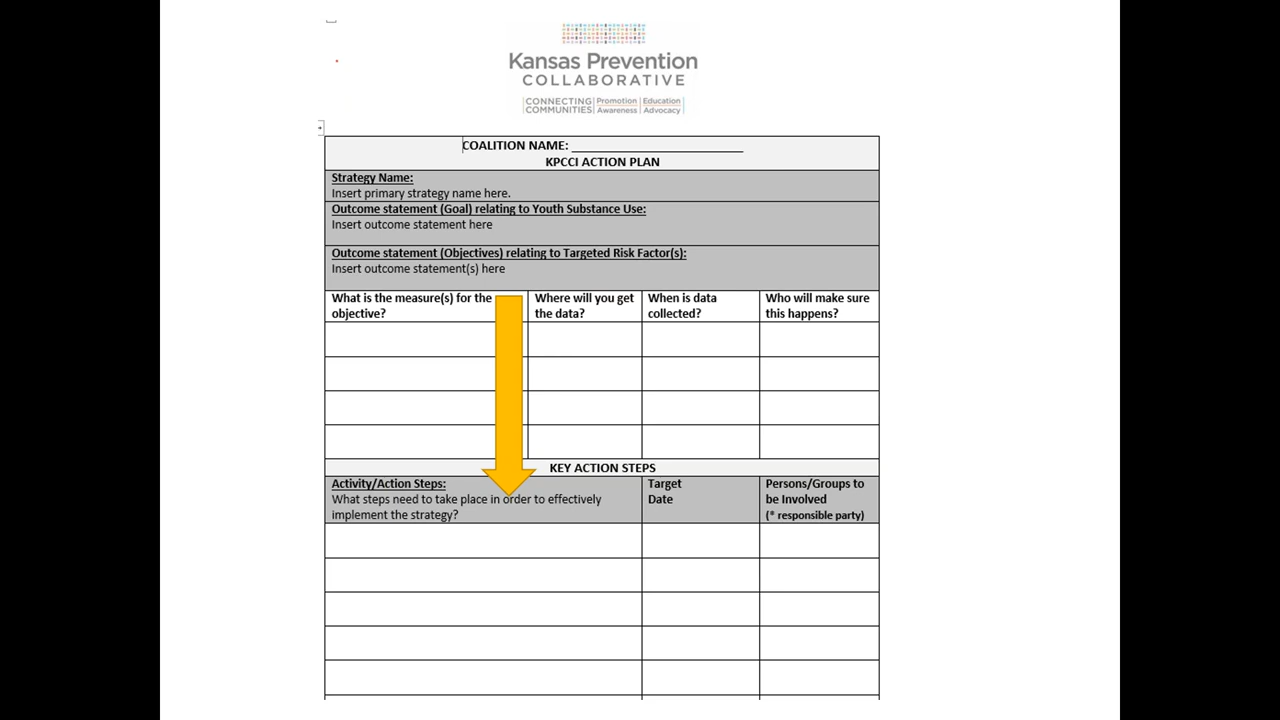 Kansas Prevention
COLLABORATIVE
CONNECTING COMMUNITIES Promotion Awareness Education Advocacy
COALITION NAME: ___________________________
KPCCI ACTION PLAN
Strategy Name:
Insert primary strategy name here.
Outcome statement (Goal) relating to Youth Substance Use:
Insert outcome statement here
Outcome statement (Objectives) relating to Targeted Risk Factor(s):
Insert outcome statement(s) here
What is the measure(s) for the
objective?
Where will you get
the data?
When is data
collected?
Who will make sure
this happens?
KEY ACTION STEPS
Activity/Action Steps:
What steps need to take place in order to effectively
implement the strategy?
Target
Date
Persons/Groups to
be Involved
(* responsible party)